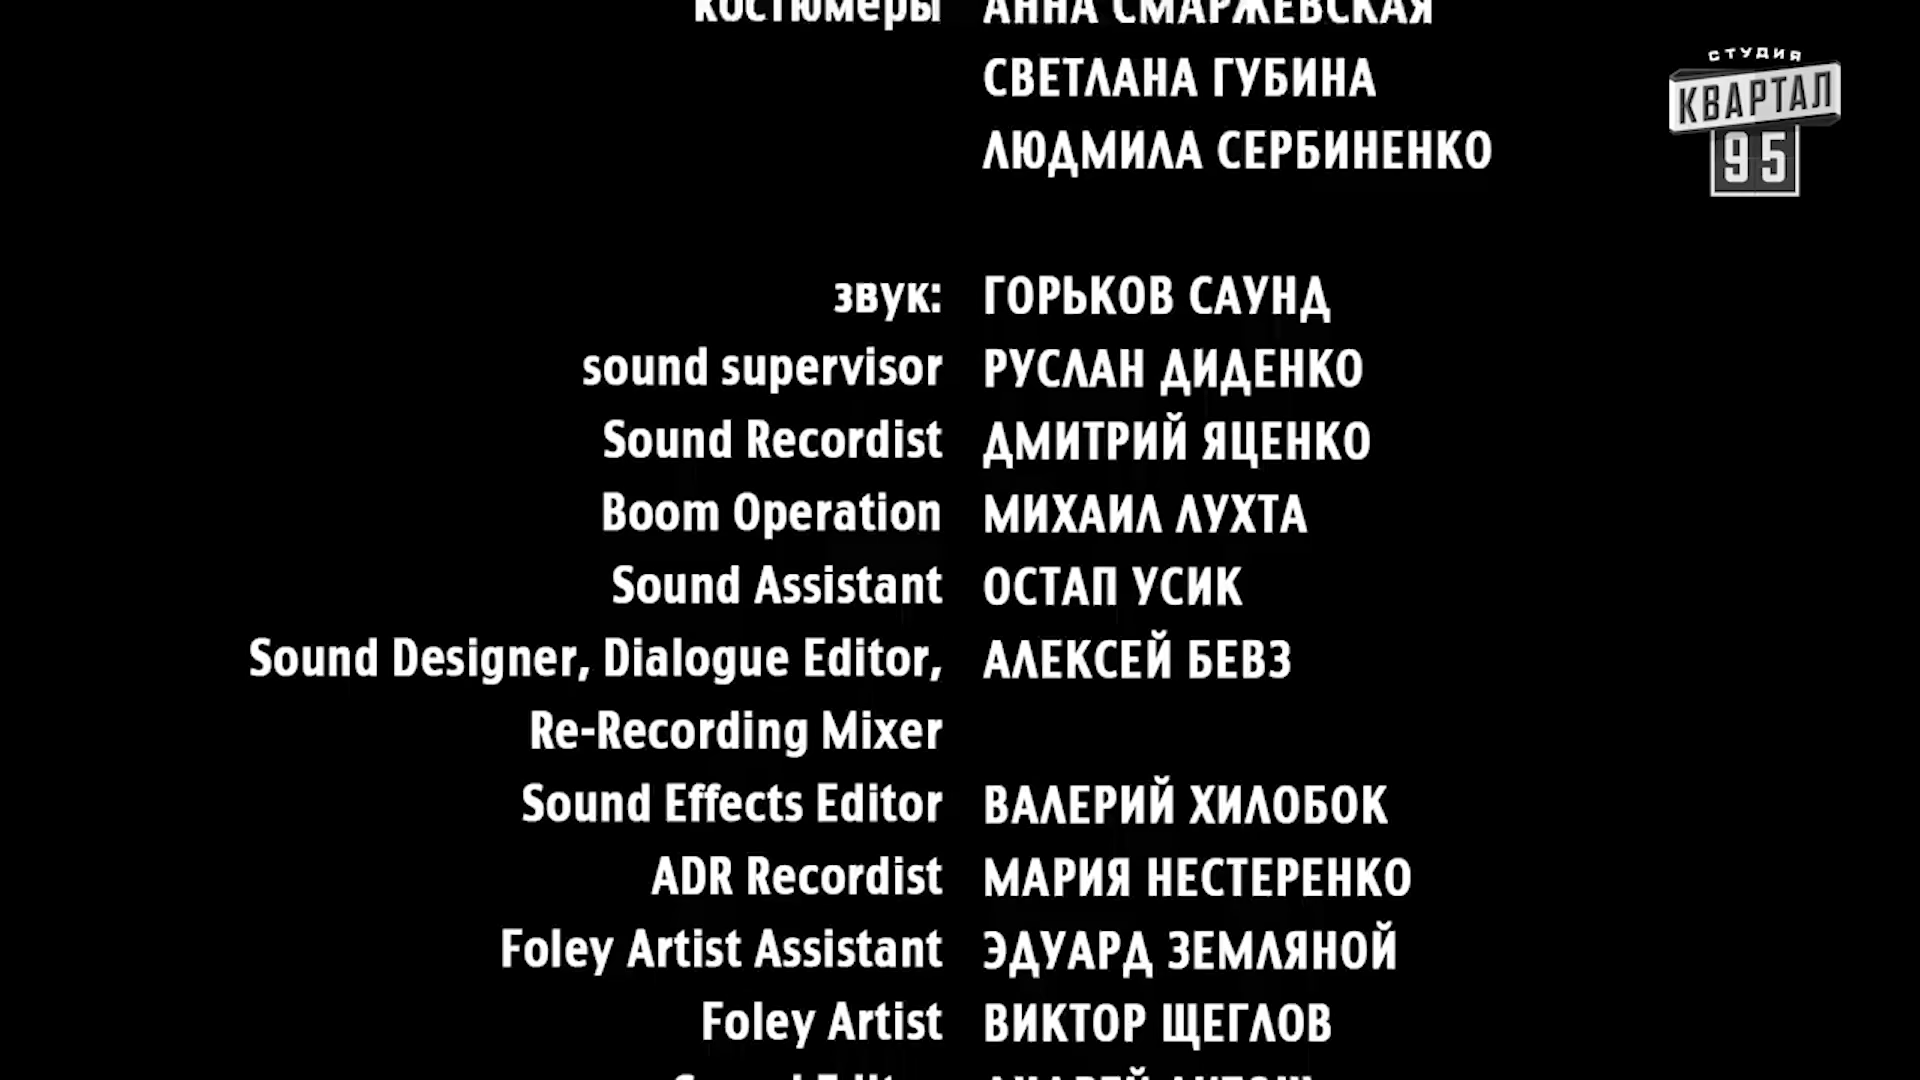 костюмеры АННА СМАРЖЕВСКАЯ
СВЕТЛАНА ГУБИНА
ЛЮДМИЛА СЕРБИНЕНКО
СТУДИЯ
КВАРТАЛ
95
звук: ГОРЬКОВ САУНД
sound supervisor РУСЛАН ДИДЕНКО
Sound Recordist ДМИТРИЙ ЯЦЕНКО
Boom Operation МИХАИЛ ЛУХТА
Sound Assistant ОСТАП УСИК
Sound Designer, Dialogue Editor, АЛЕКСЕЙ БЕВЗ
Re-Recording Mixer
Sound Effects Editor ВАЛЕРИЙ ХИЛОБОК
ADR Recordist МАРИЯ НЕСТЕРЕНКО
Foley Artist Assistant ЭДУАРД ЗЕМЛЯНОЙ
Foley Artist ВИКТОР ЩЕГЛОВ